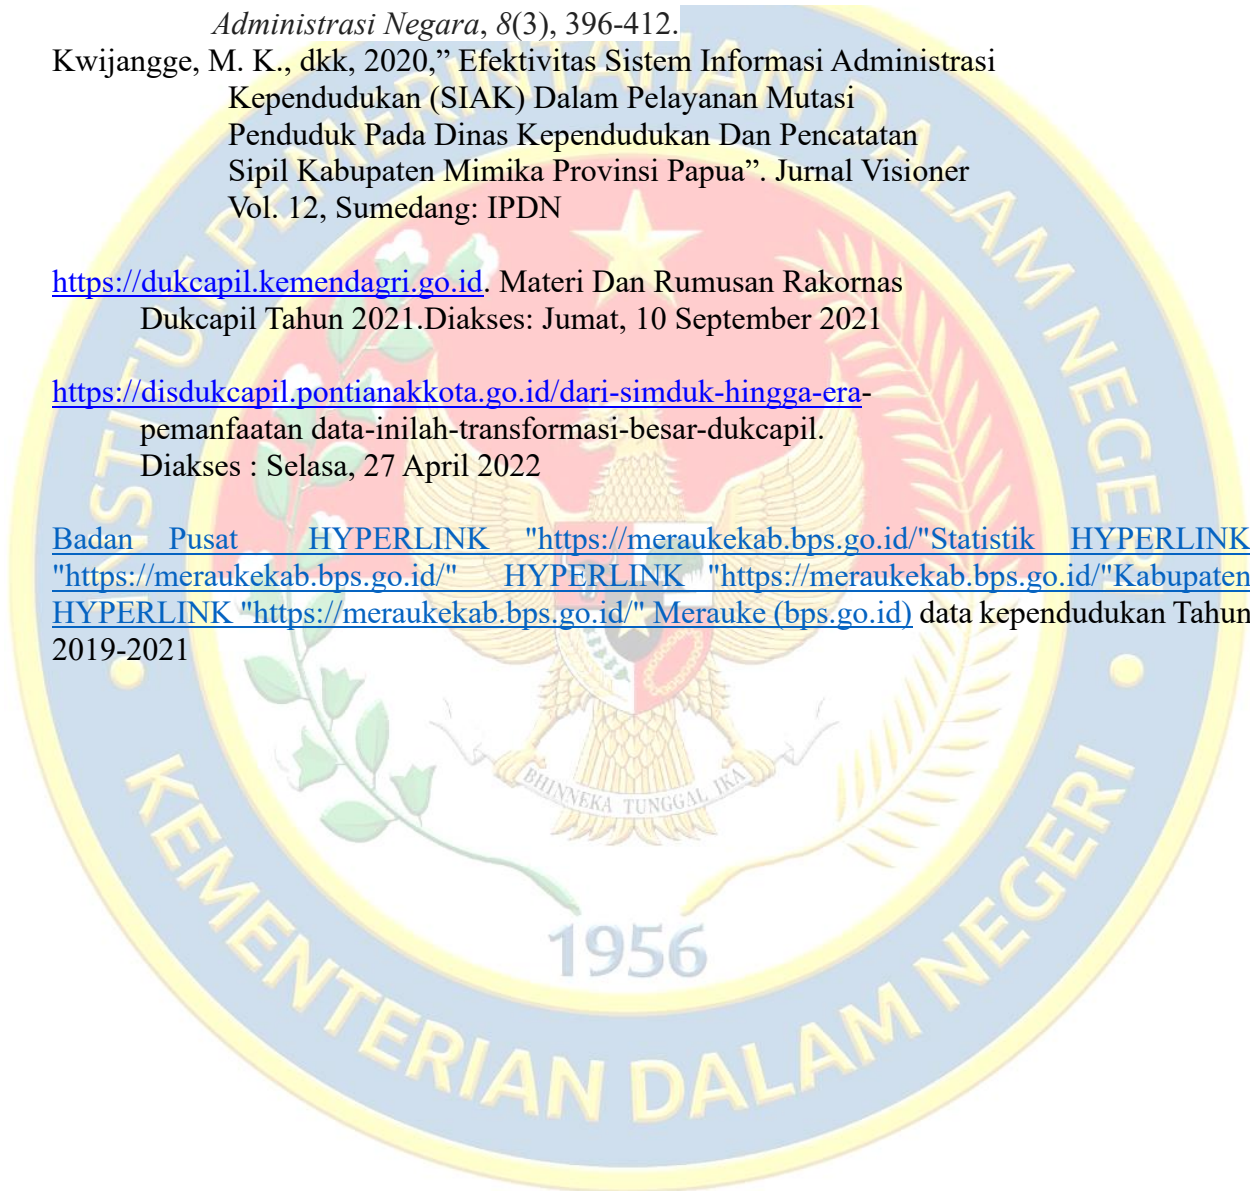 Administrasi Negara, 8(3), 396-412.
Kwijangge, M. K., dkk, 2020,” Efektivitas Sistem Informasi Administrasi
Kependudukan (SIAK) Dalam Pelayanan Mutasi
Penduduk Pada Dinas Kependudukan Dan Pencatatan
Sipil Kabupaten Mimika Provinsi Papua”. Jurnal Visioner
Vol. 12, Sumedang: IPDN
https://dukcapil.kemendagri.go.id. Materi Dan Rumusan Rakornas
Dukcapil Tahun 2021.Diakses: Jumat, 10 September 2021
https://disdukcapil.pontianakkota.go.id/dari-simduk-hingga-era-
pemanfaatan data-inilah-transformasi-besar-dukcapil.
Diakses : Selasa, 27 April 2022
Badan Pusat HYPERLINK "https://meraukekab.bps.go.id/"Statistik HYPERLINK
"https://meraukekab.bps.go.id/" HYPERLINK "https://meraukekab.bps.go.id/"Kabupaten
HYPERLINK "https://meraukekab.bps.go.id/" Merauke (bps.go.id) data kependudukan Tahun
2019-2021
INSTITUT PEMERINTAHAN DALAM NEGERI
BHINNEKA TUNGGAL IKA
1956
KEMENTERIAN DALAM NEGERI